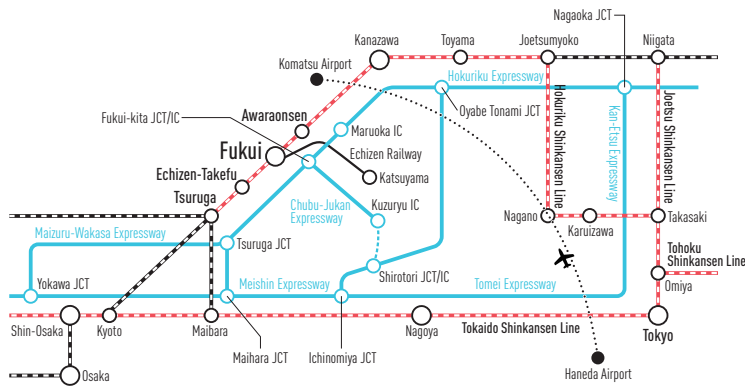 Nagaoka JCT
Kanazawa
Toyama
Joetsumyoko
Niigata
Komatsu Airport
Hokuriku Expressway
Fukui-kita JCT/IC
Awaraonsen
Maruoka IC
Oyabe Tonami JCT
Hokuriku Shinkansen Line
Kan-Etsu Expressway
Joetsu Shinkansen Line
Fukui
Echizen Railway
Echizen-Takefu
Katsuyama
Tsuruga
Chubu-Jukan
Expressway
Kuzuryu IC
Nagano
Karuizawa
Takasaki
Maizuru-Wakasa Expressway
Tsuruga JCT
Tohoku
Shinkansen Line
Shirotori JCT/IC
Omiya
Yokawa JCT
Meishin Expressway
Tomei Expressway
Shin-Osaka
Kyoto
Maibara
Nagoya
Tokaido Shinkansen Line
Tokyo
Maihara JCT
Ichinomiya JCT
Haneda Airport
Osaka